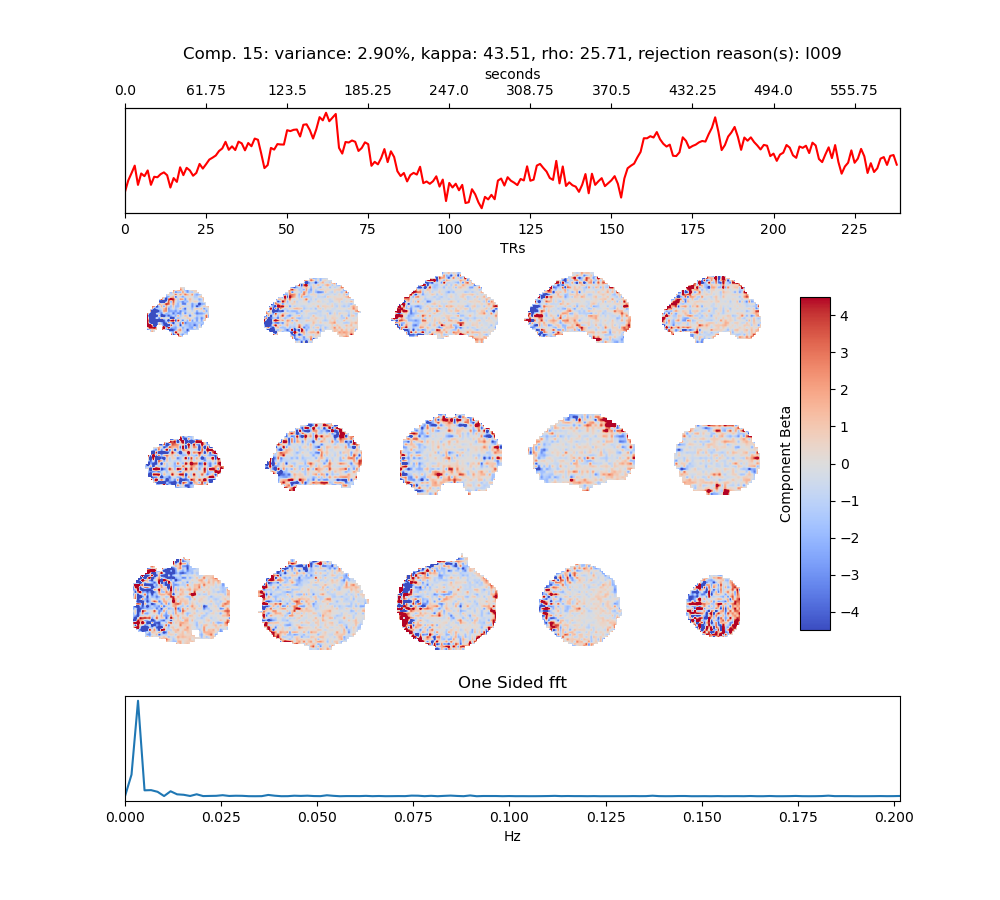 Comp. 15: variance: 2.90%, kappa: 43.51, rho: 25.71, rejection reason(s): I009
seconds
0.0 61.75 123.5 185.25 247.0 308.75 370.5 432.25 494.0 555.75
0 25 50 75 100 125 150 175 200 225
TRs
4
3
2
1
0
−1
−2
−3
−4
Component Beta
One Sided fft
0.000 0.025 0.050 0.075 0.100 0.125 0.150 0.175 0.200
Hz